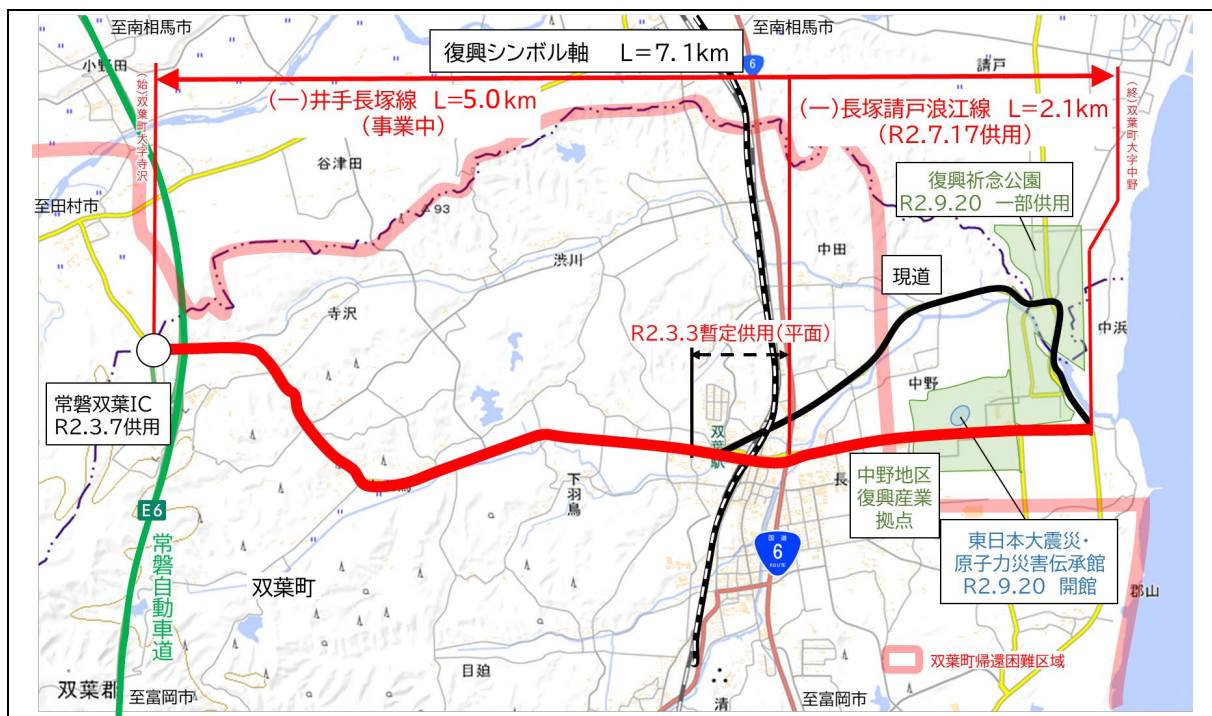 至南相馬市
至南相馬市
小野田
復興シンボル軸 L=7.1km
6
請戸
(始)双葉町大字寺沢
(一)井手長塚線 L=5.0km
(事業中)
(一)長塚請戸浪江線 L=2.1km
(R2.7.17供用)
(終)双葉町大字中野
谷津田
復興祈念公園
R2.9.20 一部供用
至田村市
93
中田
渋川
現道
寺沢
中浜
R2.3.3暫定供用(平面)
中野
常磐双葉IC
R2.3.7供用
双葉駅
下羽鳥
長
中野地区
復興産業
拠点
E6
常磐自動車道
国道
6
ROUTE
東日本大震災・
原子力災害伝承館
R2.9.20 開館
双葉町
郡山
目廹
双葉町帰還困難区域
双葉郡
至富岡市
清
至富岡市